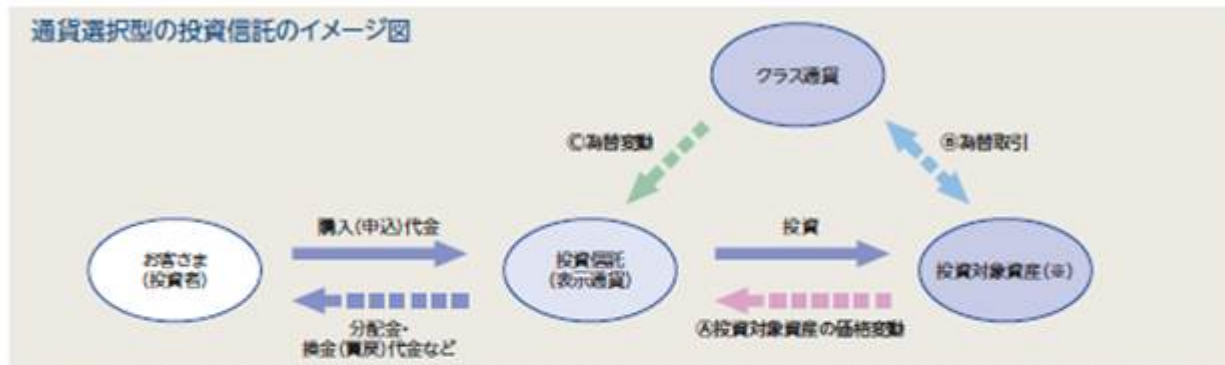 通貨選択型の投資信託のイメージ図
クラス通貨
Ⓒ為替変動
Ⓑ為替取引
購入(申込)代金
投資
お客さま
(投資者)
投資信託
(表示通貨)
投資対象資産(※)
分配金・
換金(買戻)代金など
Ⓐ投資対象資産の価格変動